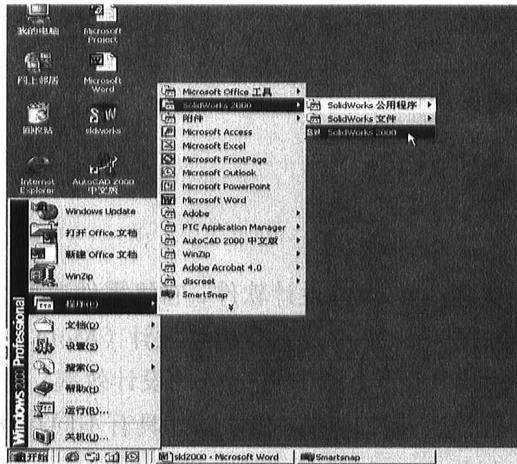 我的电脑
Microsoft Project
网上邻居
Microsoft Word
回收站
sldworks
Internet Explorer
AutoCAD 2000 中文版
Microsoft Office 工具
SolidWorks 2000
附件
Microsoft Access
Microsoft Excel
Microsoft FrontPage
Microsoft Outlook
Microsoft PowerPoint
Microsoft Word
Adobe
PTC Application Manager
AutoCAD 2000 中文版
WinZip
Adobe Acrobat 4.0
discreet
SmartSnap
SolidWorks 公用程序
SolidWorks 文件
SolidWorks 2000
Windows Update
打开 Office 文档
新建 Office 文档
WinZip
程序(P)
文档(D)
设置(S)
搜索(C)
帮助(H)
运行(R)...
关机(U)...
Windows 2000 Professional
开始
sld2000 - Microsoft Word
Smartsnap